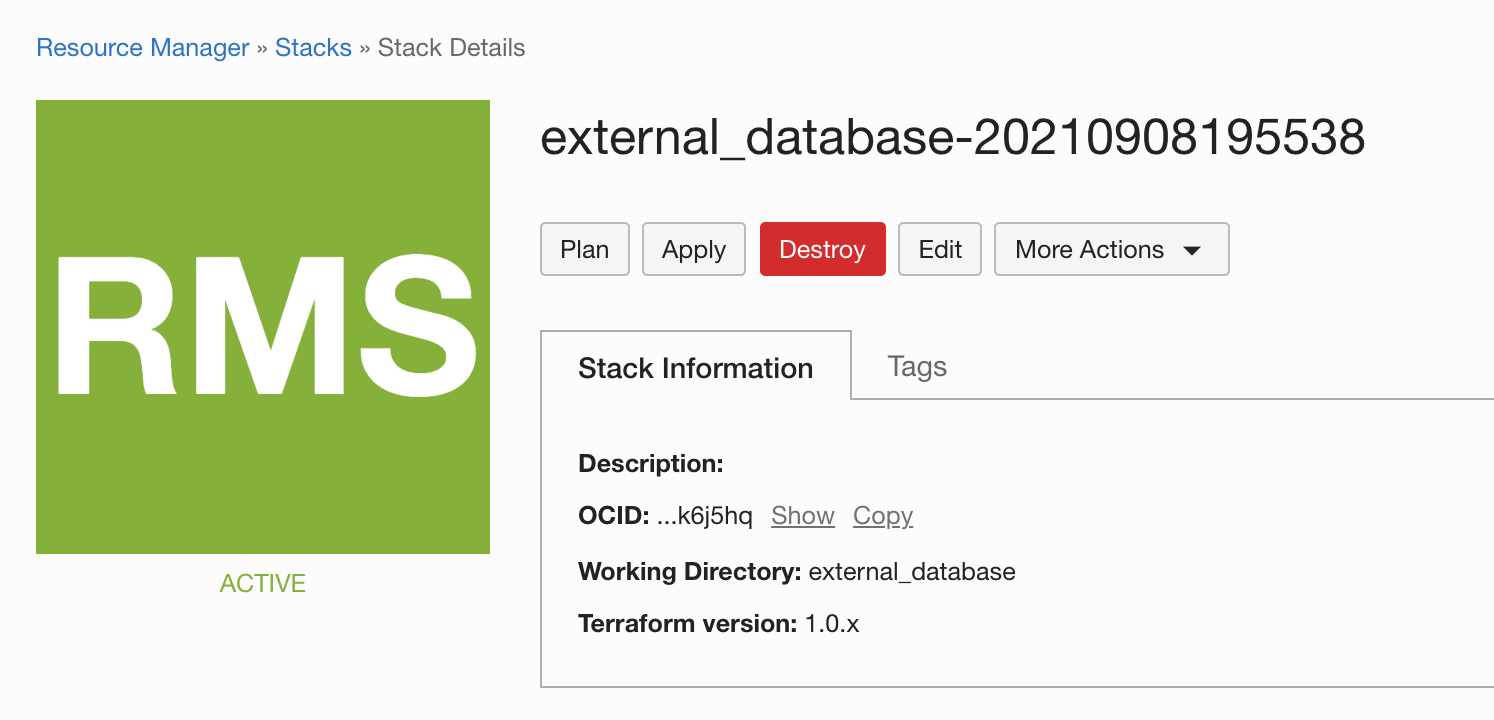 Resource Manager » Stacks » Stack Details
RMS
ACTIVE
external_database-20210908195538
Plan Apply Destroy Edit More Actions
Stack Information Tags
Description:
OCID: ...k6j5hq Show Copy
Working Directory: external_database
Terraform version: 1.0.x